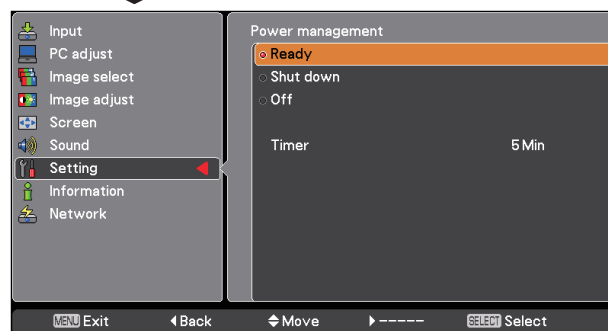 Input
PC adjust
Image select
Image adjust
Screen
Sound
Setting
Information
Network
Power management
Ready
Shut down
Off
Timer 5 Min
MENU Exit Back Move ----- SELECT Select